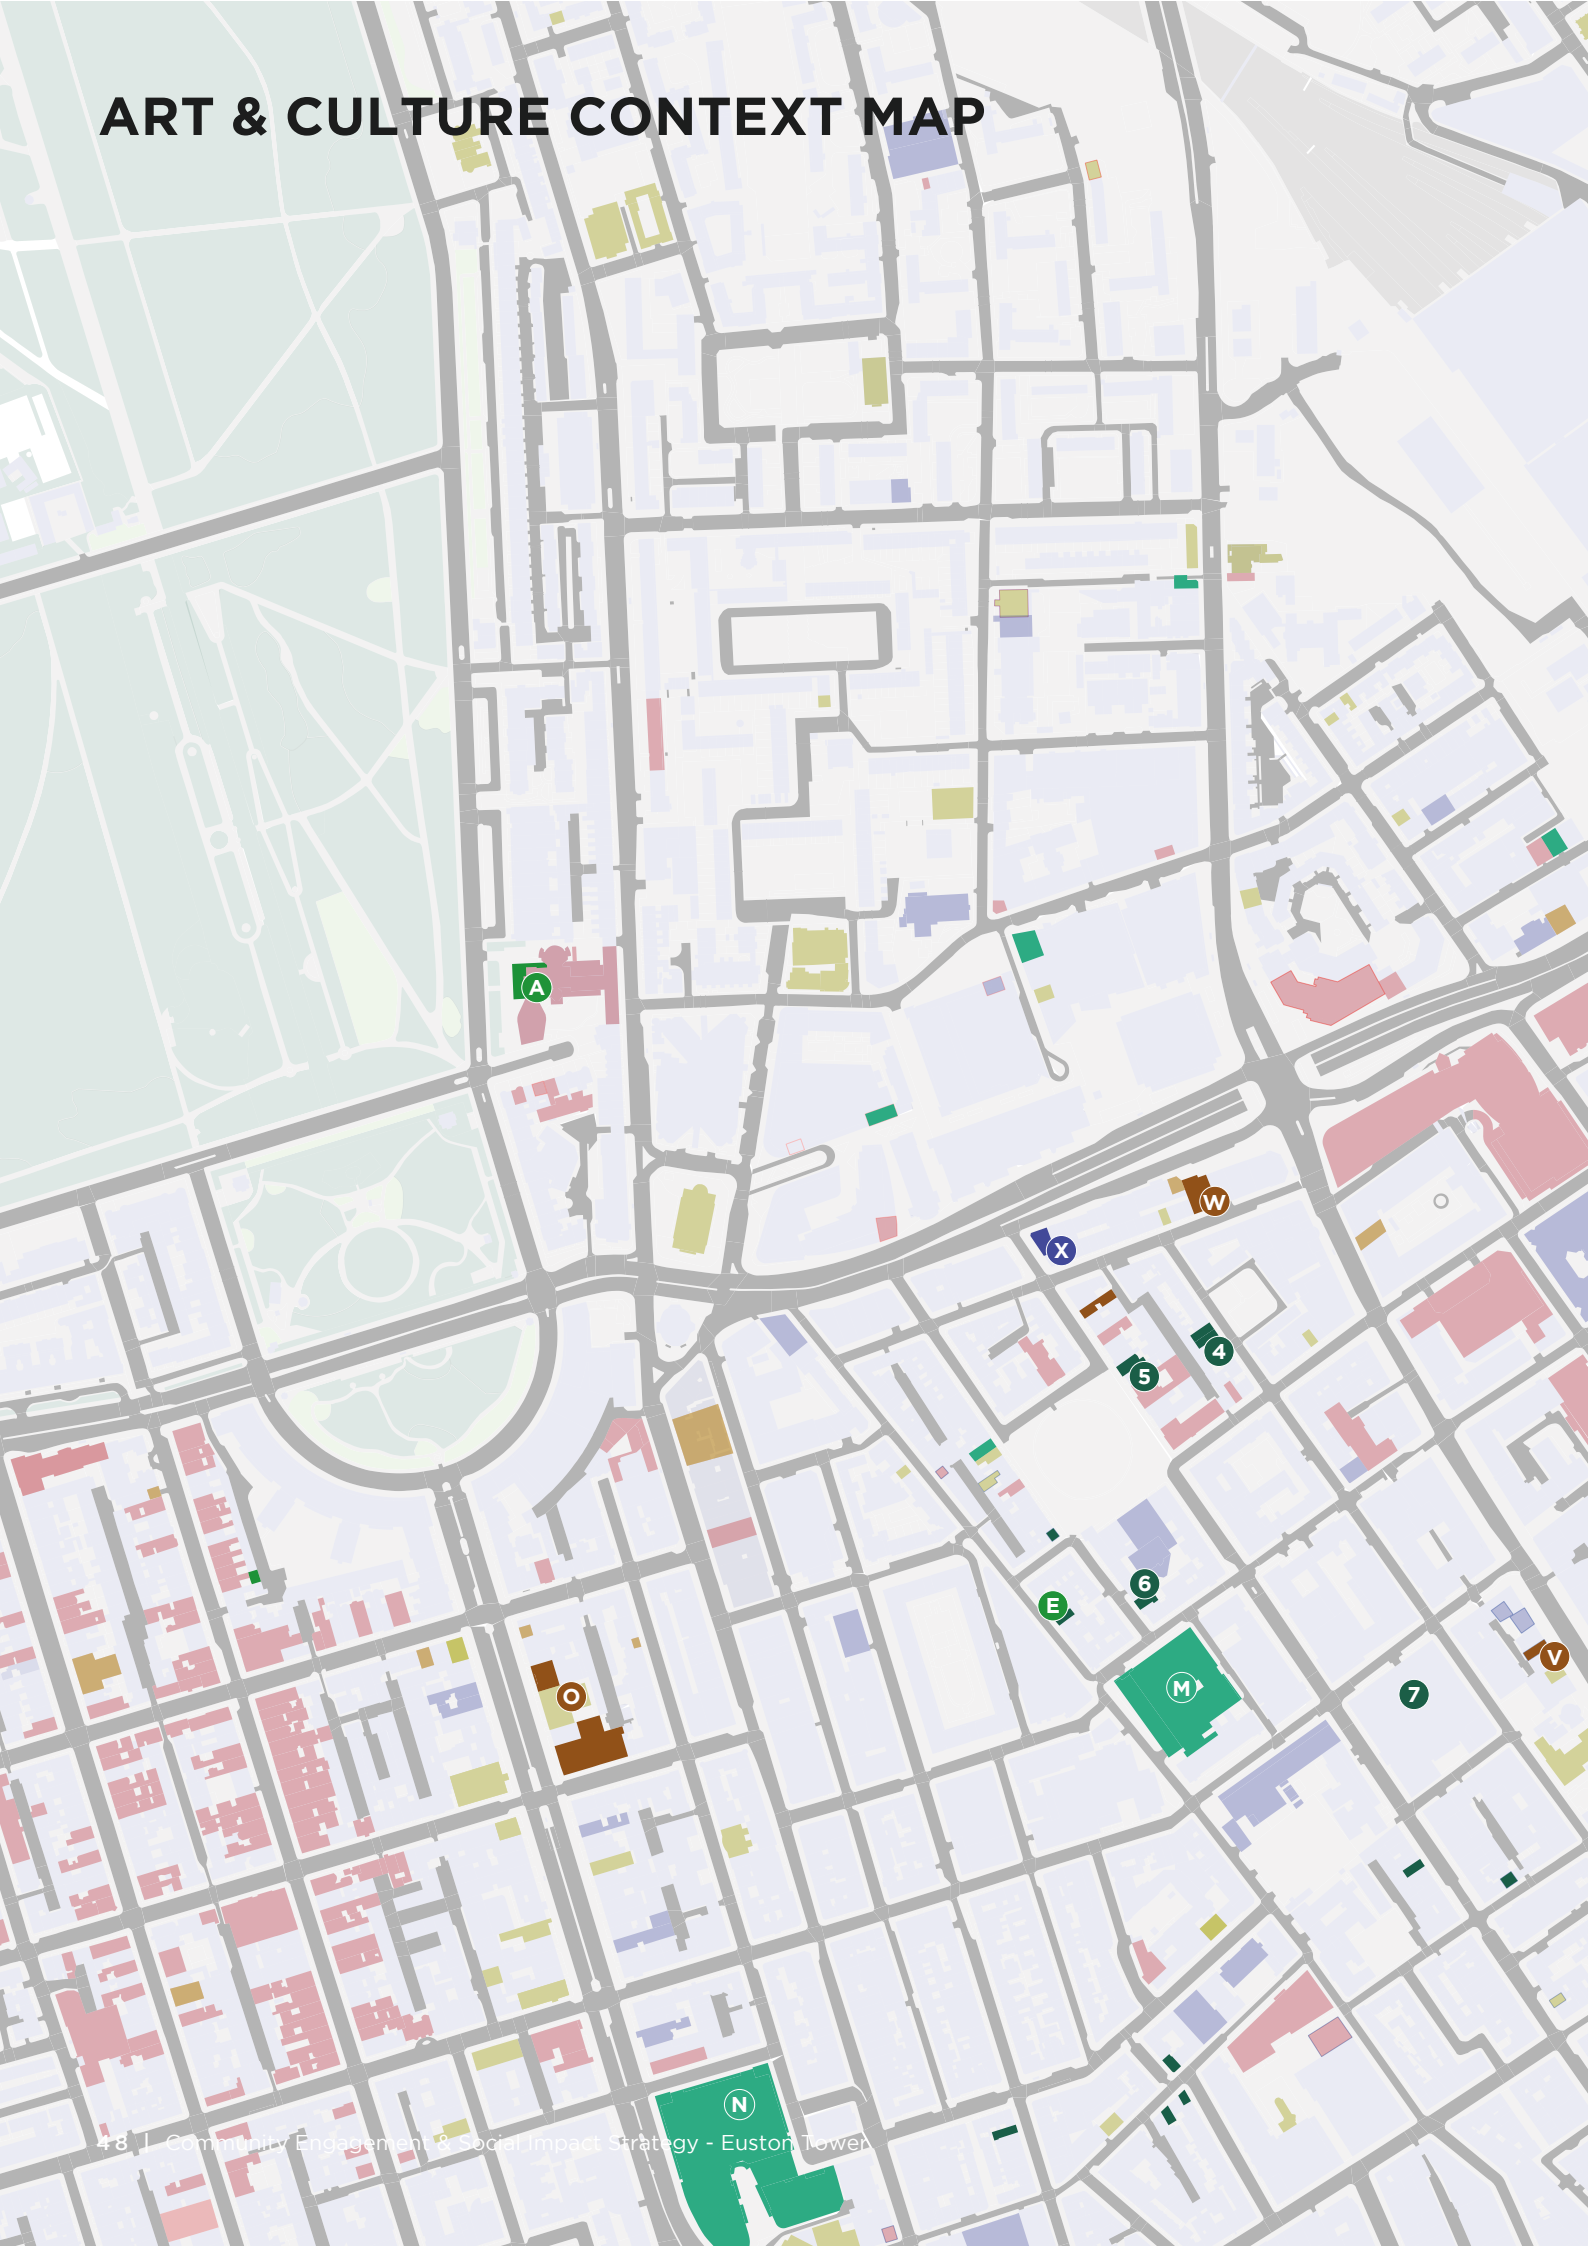 ART & CULTURE CONTEXT MAP
A
W
X
4
5
6
E
M
V
7
O
N
48 | Community Engagement & Social Impact Strategy - Euston Tower